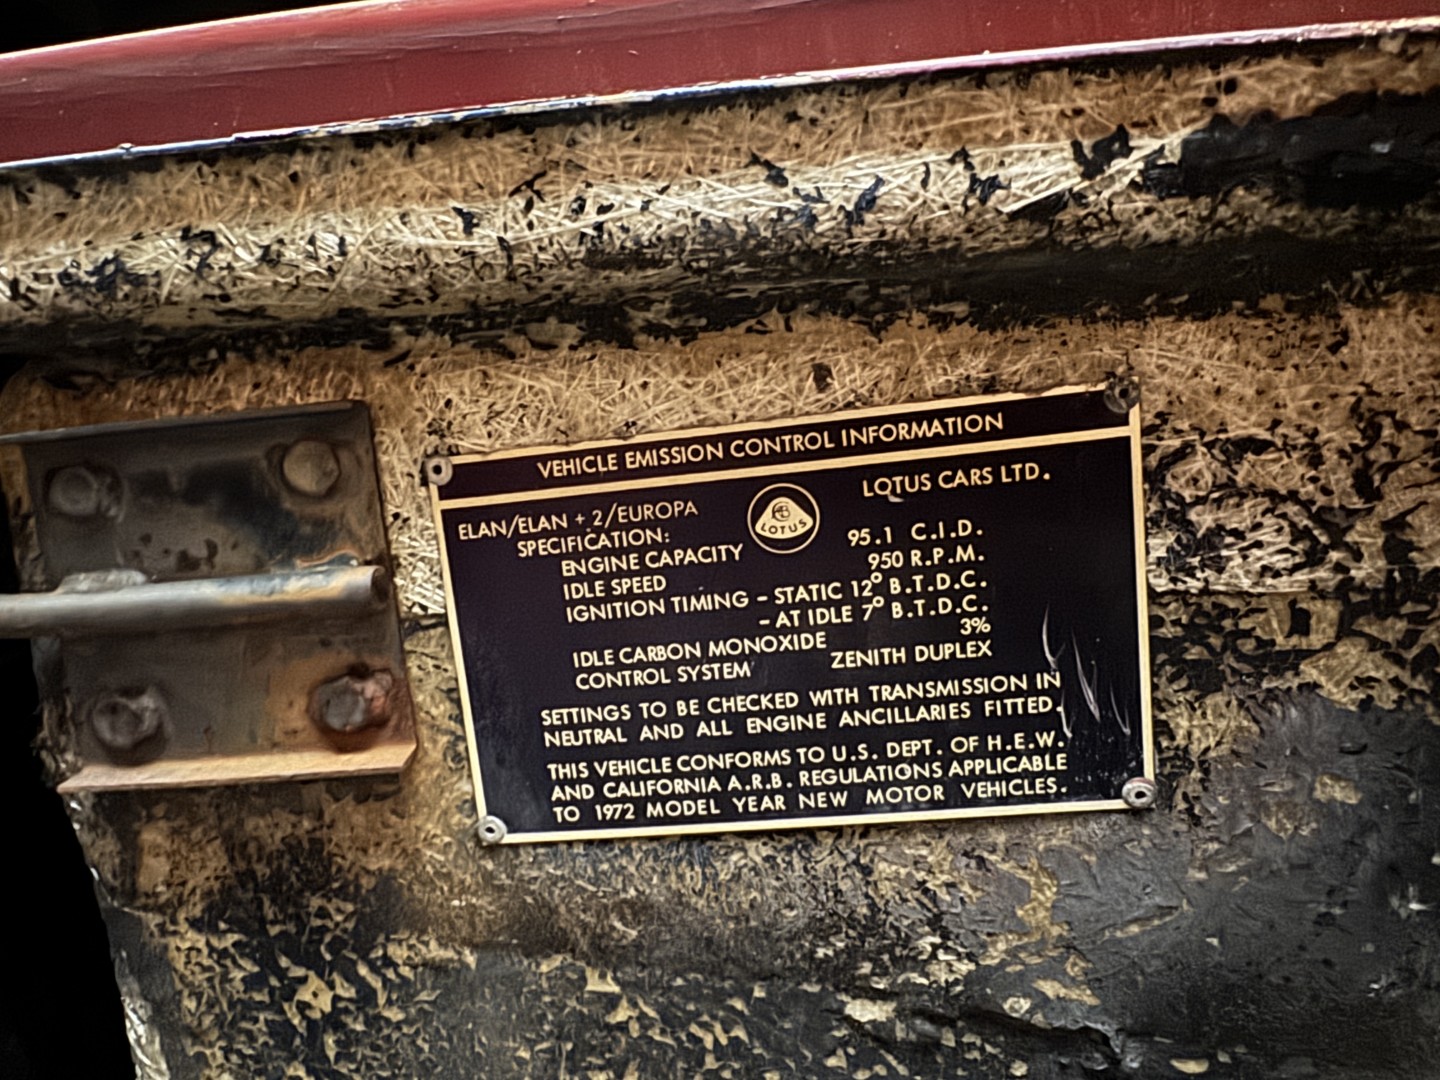 VEHICLE EMISSION CONTROL INFORMATION
LOTUS CARS LTD.
LOTUS
ELAN/ELAN + 2/EUROPA
SPECIFICATION:
ENGINE CAPACITY 95.1 C.I.D.
IDLE SPEED 950 R.P.M.
IGNITION TIMING – STATIC 12° B.T.D.C.
– AT IDLE 7° B.T.D.C.
IDLE CARBON MONOXIDE 3%
CONTROL SYSTEM ZENITH DUPLEX
SETTINGS TO BE CHECKED WITH TRANSMISSION IN
NEUTRAL AND ALL ENGINE ANCILLARIES FITTED.
THIS VEHICLE CONFORMS TO U.S. DEPT. OF H.E.W.
AND CALIFORNIA A.R.B. REGULATIONS APPLICABLE
TO 1972 MODEL YEAR NEW MOTOR VEHICLES.